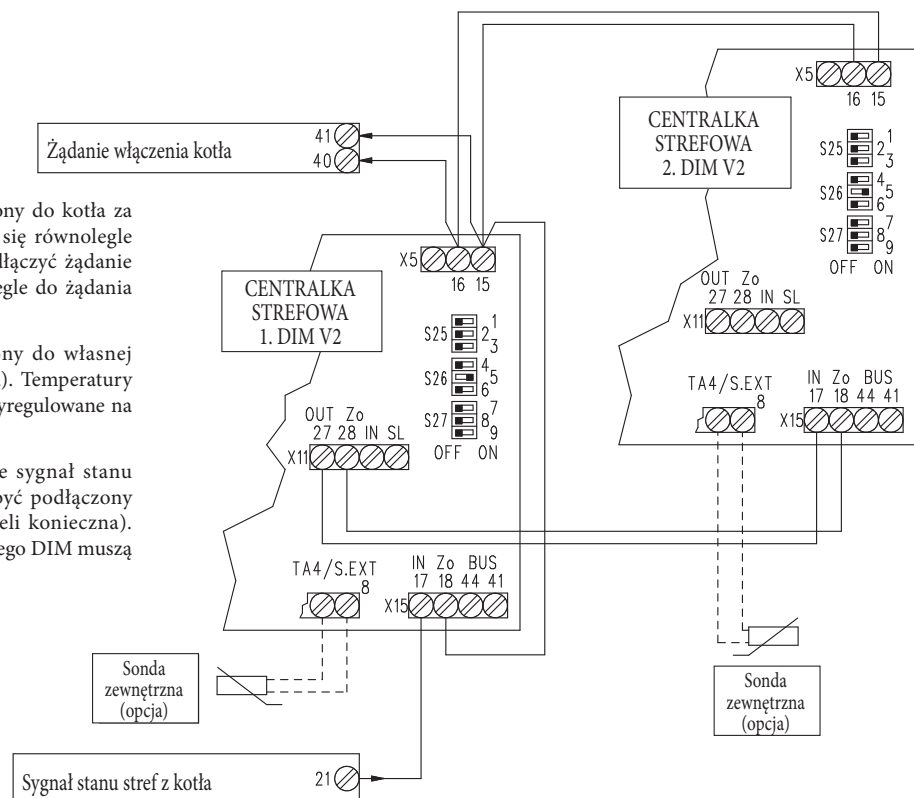 X5
16 15
CENTRALKA
STREFOWA
2. DIM V2
S25
1
2
3
S26
4
5
6
S27
7
8
9
OFF ON
OUT Zo
27 28 IN SL
X11
TA4/S.EXT
8
IN Zo BUS
17 18 44 41
X15
Sonda
zewnętrzna
(opcja)
Żądanie włączenia kotła
41
40
ony do kotła za
się równolegle
dłączyć żądanie
egle do żądania
ony do własnej
). Temperatury
yregulowane na
e sygnał stanu
być podłączony
eli konieczna).
ego DIM muszą
X5
16 15
CENTRALKA
STREFOWA
1. DIM V2
S25
1
2
3
S26
4
5
6
S27
7
8
9
OFF ON
OUT Zo
27 28 IN SL
X11
TA4/S.EXT
8
IN Zo BUS
17 18 44 41
X15
Sonda
zewnętrzna
(opcja)
Sygnał stanu stref z kotła
21